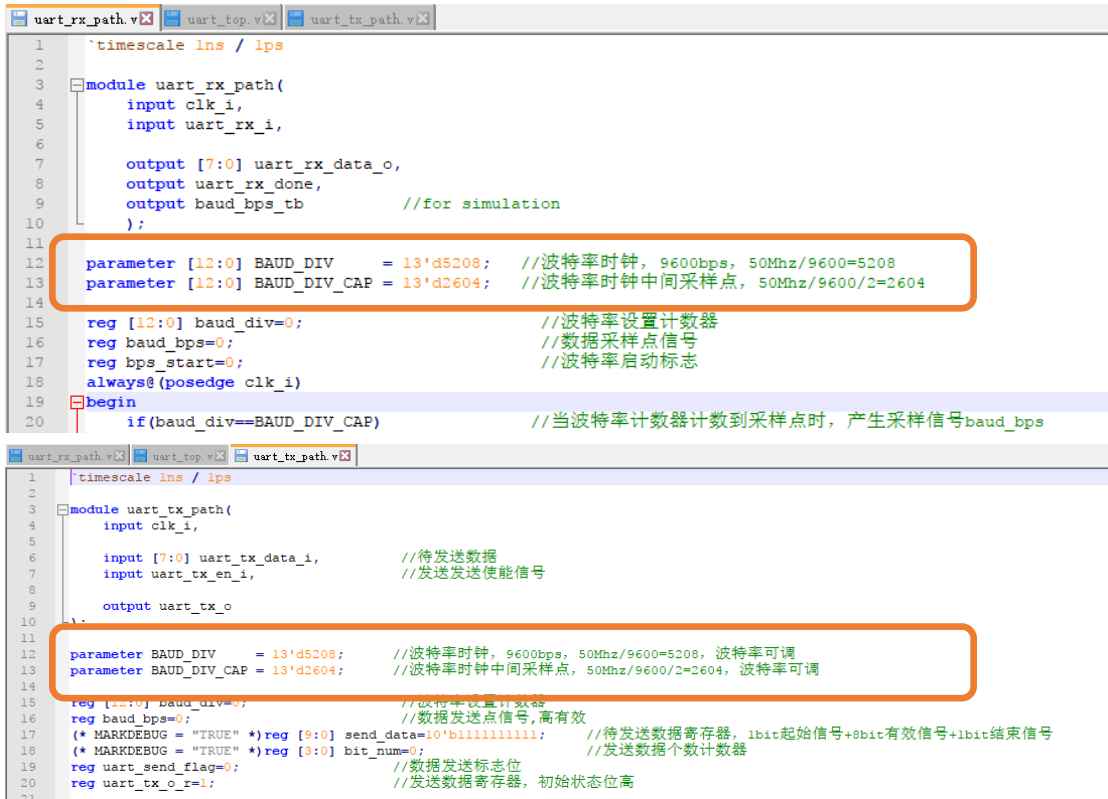 uart_rx_path.v uart_top.v uart_tx_path.v
1 `timescale 1ns / 1ps
2
3 module uart_rx_path(
4 input clk_i,
5 input uart_rx_i,
6
7 output [7:0] uart_rx_data_o,
8 output uart_rx_done,
9 output baud_bps_tb //for simulation
10 );
11
12 parameter [12:0] BAUD_DIV = 13'd5208; //波特率时钟，9600bps，50Mhz/9600=5208
13 parameter [12:0] BAUD_DIV_CAP = 13'd2604; //波特率时钟中间采样点，50Mhz/9600/2=2604
14
15 reg [12:0] baud_div=0; //波特率设置计数器
16 reg baud_bps=0; //数据采样点信号
17 reg bps_start=0; //波特率启动标志
18 always@(posedge clk_i)
19 begin
20 if(baud_div==BAUD_DIV_CAP) //当波特率计数器计数到采样点时，产生采样信号baud_bps
uart_rx_path.v uart_top.v uart_tx_path.v
1 `timescale 1ns / 1ps
2
3 module uart_tx_path(
4 input clk_i,
5
6 input [7:0] uart_tx_data_i, //待发送数据
7 input uart_tx_en_i, //发送发送使能信号
8
9 output uart_tx_o
10 );
11
12 parameter BAUD_DIV = 13'd5208; //波特率时钟，9600bps，50Mhz/9600=5208，波特率可调
13 parameter BAUD_DIV_CAP = 13'd2604; //波特率时钟中间采样点，50Mhz/9600/2=2604，波特率可调
14
15 reg [12:0] baud_div=0; //波特率设置计数器
16 reg baud_bps=0; //数据发送点信号,高有效
17 (* MARKDEBUG = "TRUE" *)reg [9:0] send_data=10'b1111111111; //待发送数据寄存器，1bit起始信号+8bit有效信号+1bit结束信号
18 (* MARKDEBUG = "TRUE" *)reg [3:0] bit_num=0; //发送数据个数计数器
19 reg uart_send_flag=0; //数据发送标志位
20 reg uart_tx_o_r=1; //发送数据寄存器，初始状态位高
21